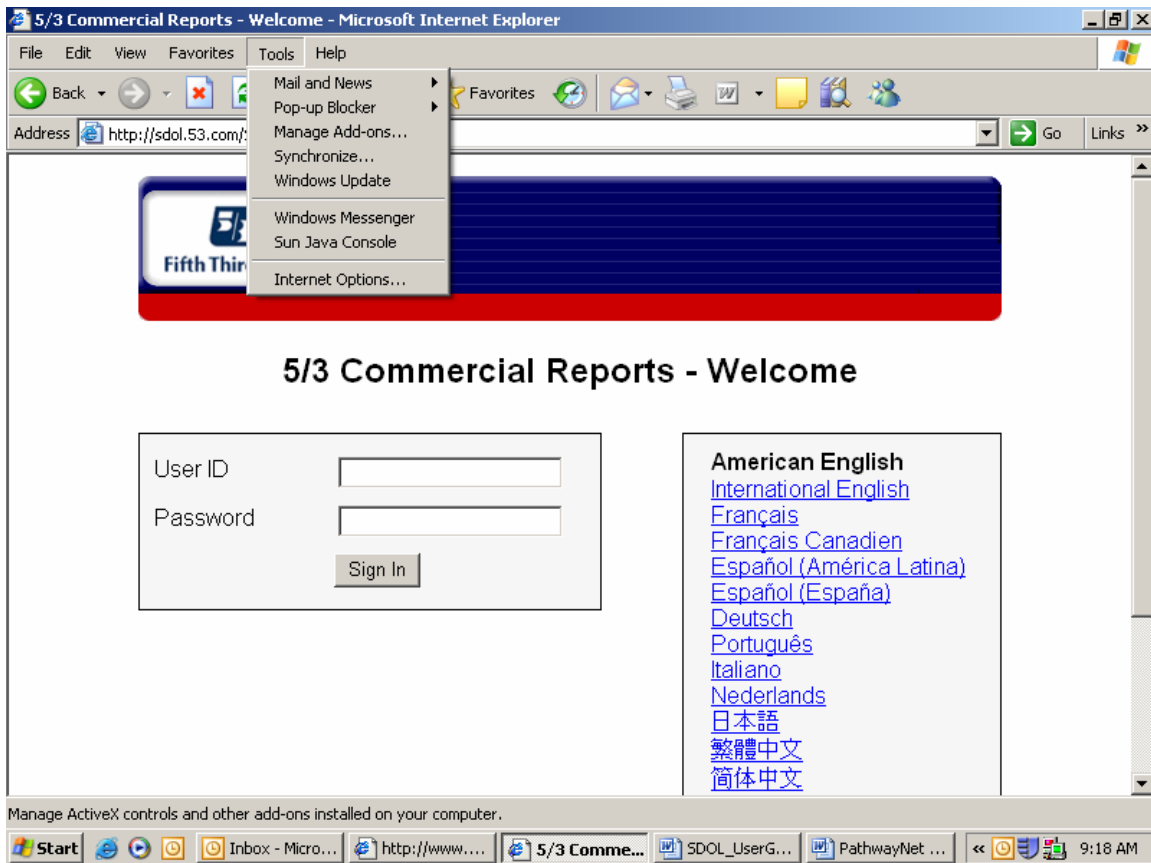 5/3 Commercial Reports - Welcome - Microsoft Internet Explorer
File Edit View Favorites Tools Help
Back Favorites
Mail and News
Pop-up Blocker
Manage Add-ons...
Synchronize...
Windows Update
Windows Messenger
Sun Java Console
Internet Options...
Address http://sdol.53.com/ Go Links »
Fifth Thir
5/3 Commercial Reports - Welcome
User ID
Password
Sign In
American English
International English
Français
Français Canadien
Español (América Latina)
Español (España)
Deutsch
Português
Italiano
Nederlands
日本語
繁體中文
简体中文
Manage ActiveX controls and other add-ons installed on your computer.
Start Inbox - Micro... http://www.... 5/3 Comme... SDOL_UserG... PathwayNet ... « 9:18 AM